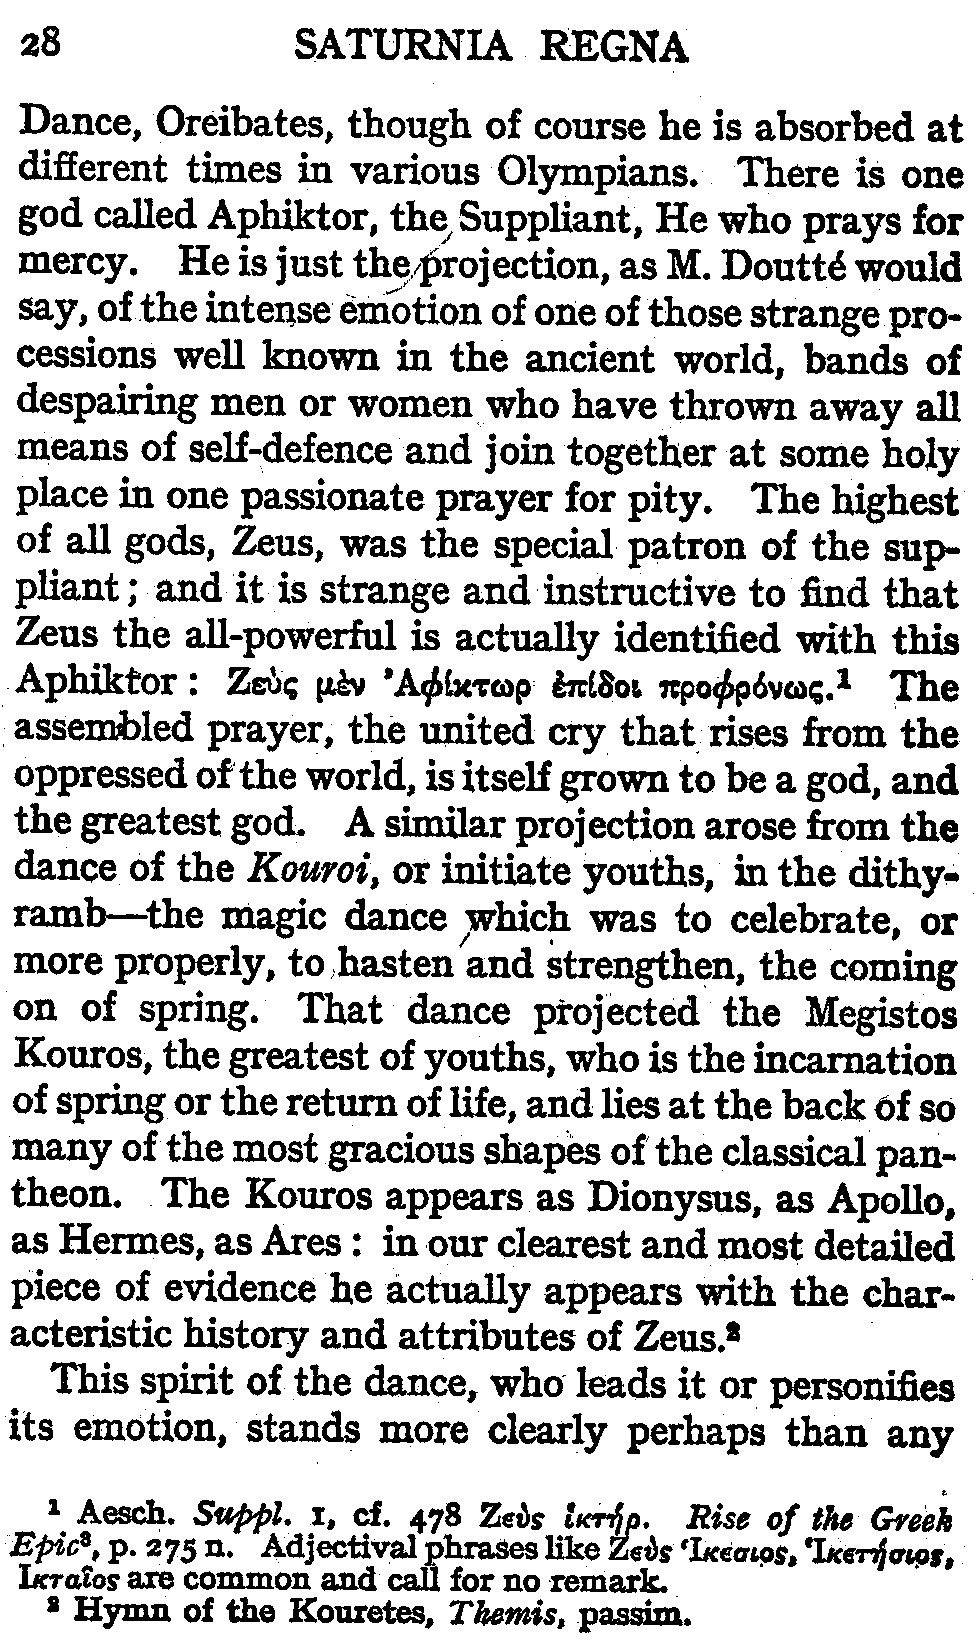 28 SATURNIA REGNA
Dance, Oreibates, though of course he is absorbed at
different times in various Olympians. There is one
god called Aphiktor, the Suppliant, He who prays for
mercy. He is just the projection, as M. Doutté would
say, of the intense emotion of one of those strange pro-
cessions well known in the ancient world, bands of
despairing men or women who have thrown away all
means of self-defence and join together at some holy
place in one passionate prayer for pity. The highest
of all gods, Zeus, was the special patron of the sup-
pliant; and it is strange and instructive to find that
Zeus the all-powerful is actually identified with this
Aphiktor: Ζεὺς μὲν Ἀφίκτωρ ἐπίδοι προφρόνως.¹ The
assembled prayer, the united cry that rises from the
oppressed of the world, is itself grown to be a god, and
the greatest god. A similar projection arose from the
dance of the Kouroi, or initiate youths, in the dithy-
ramb—the magic dance which was to celebrate, or
more properly, to hasten and strengthen, the coming
on of spring. That dance projected the Megistos
Kouros, the greatest of youths, who is the incarnation
of spring or the return of life, and lies at the back of so
many of the most gracious shapes of the classical pan-
theon. The Kouros appears as Dionysus, as Apollo,
as Hermes, as Ares: in our clearest and most detailed
piece of evidence he actually appears with the char-
acteristic history and attributes of Zeus.²
This spirit of the dance, who leads it or personifies
its emotion, stands more clearly perhaps than any
¹ Aesch. Suppl. 1, cf. 478 Ζεὺς ἱκτήρ. Rise of the Greek
Epic³, p. 275 n. Adjectival phrases like Ζεὺς Ἱκέσιος, Ἱκετήσιος,
Ἰκταῖος are common and call for no remark.
² Hymn of the Kouretes, Themis, passim.